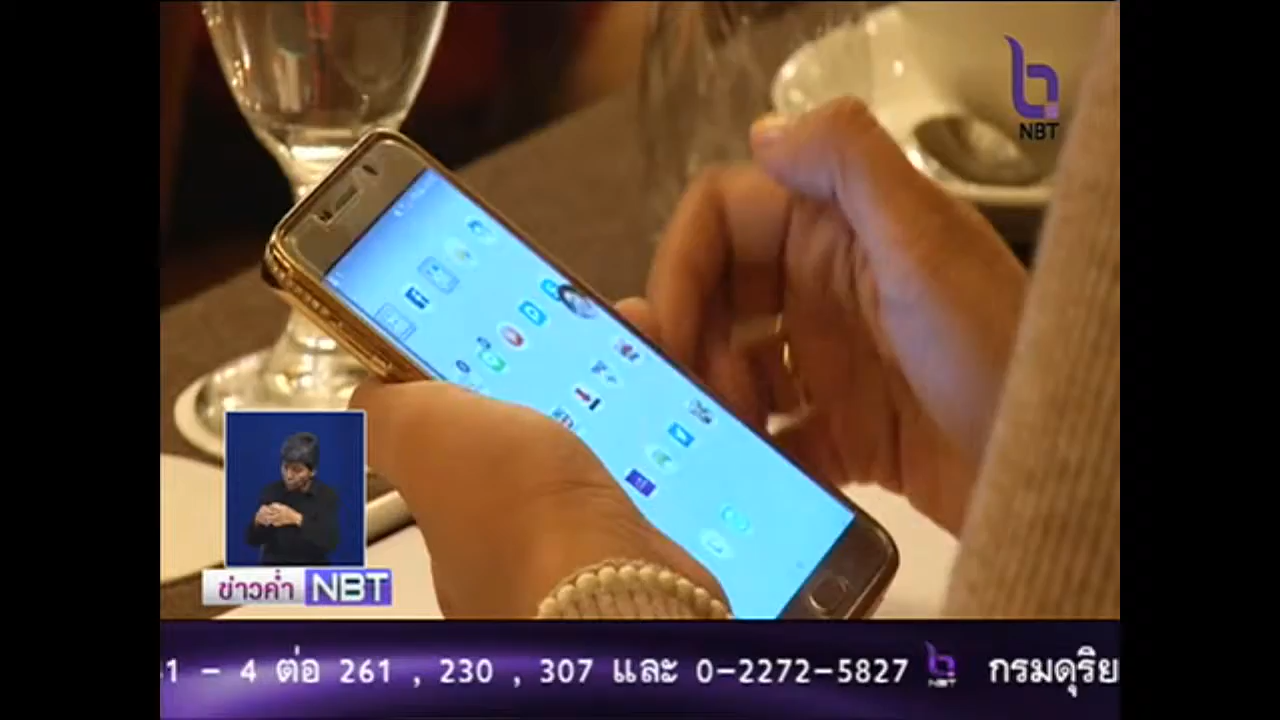 NBT
ข่าวค่ำ NBT
1 - 4 ต่อ 261 , 230 , 307 และ 0-2272-5827 NBT กรมดุริย